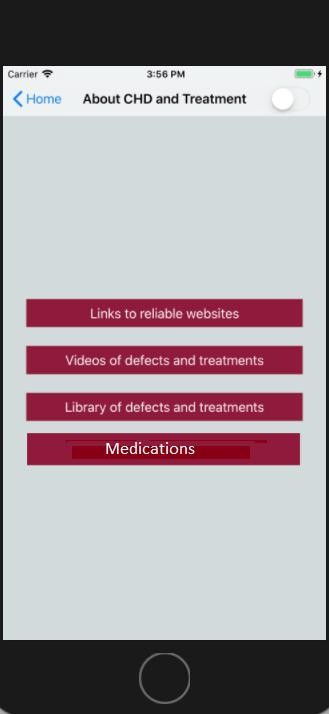 Carrier 3:56 PM
Home About CHD and Treatment
Links to reliable websites
Videos of defects and treatments
Library of defects and treatments
Medications